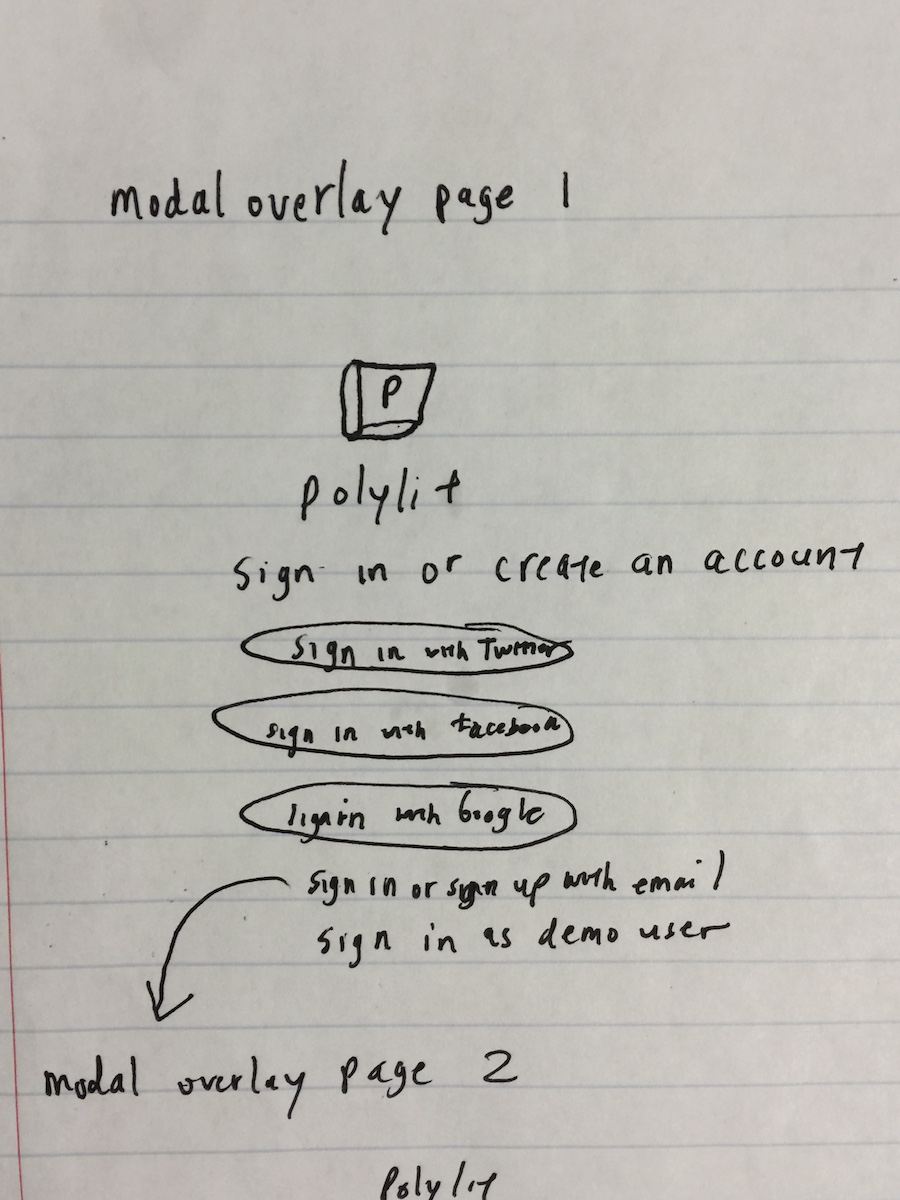 modal overlay page 1
P
polylit
Sign in or create an account
Sign in with Twitter
sign in with facebook
sign in with Google
sign in or sign up with email
sign in as demo user
modal overlay page 2
Polylit